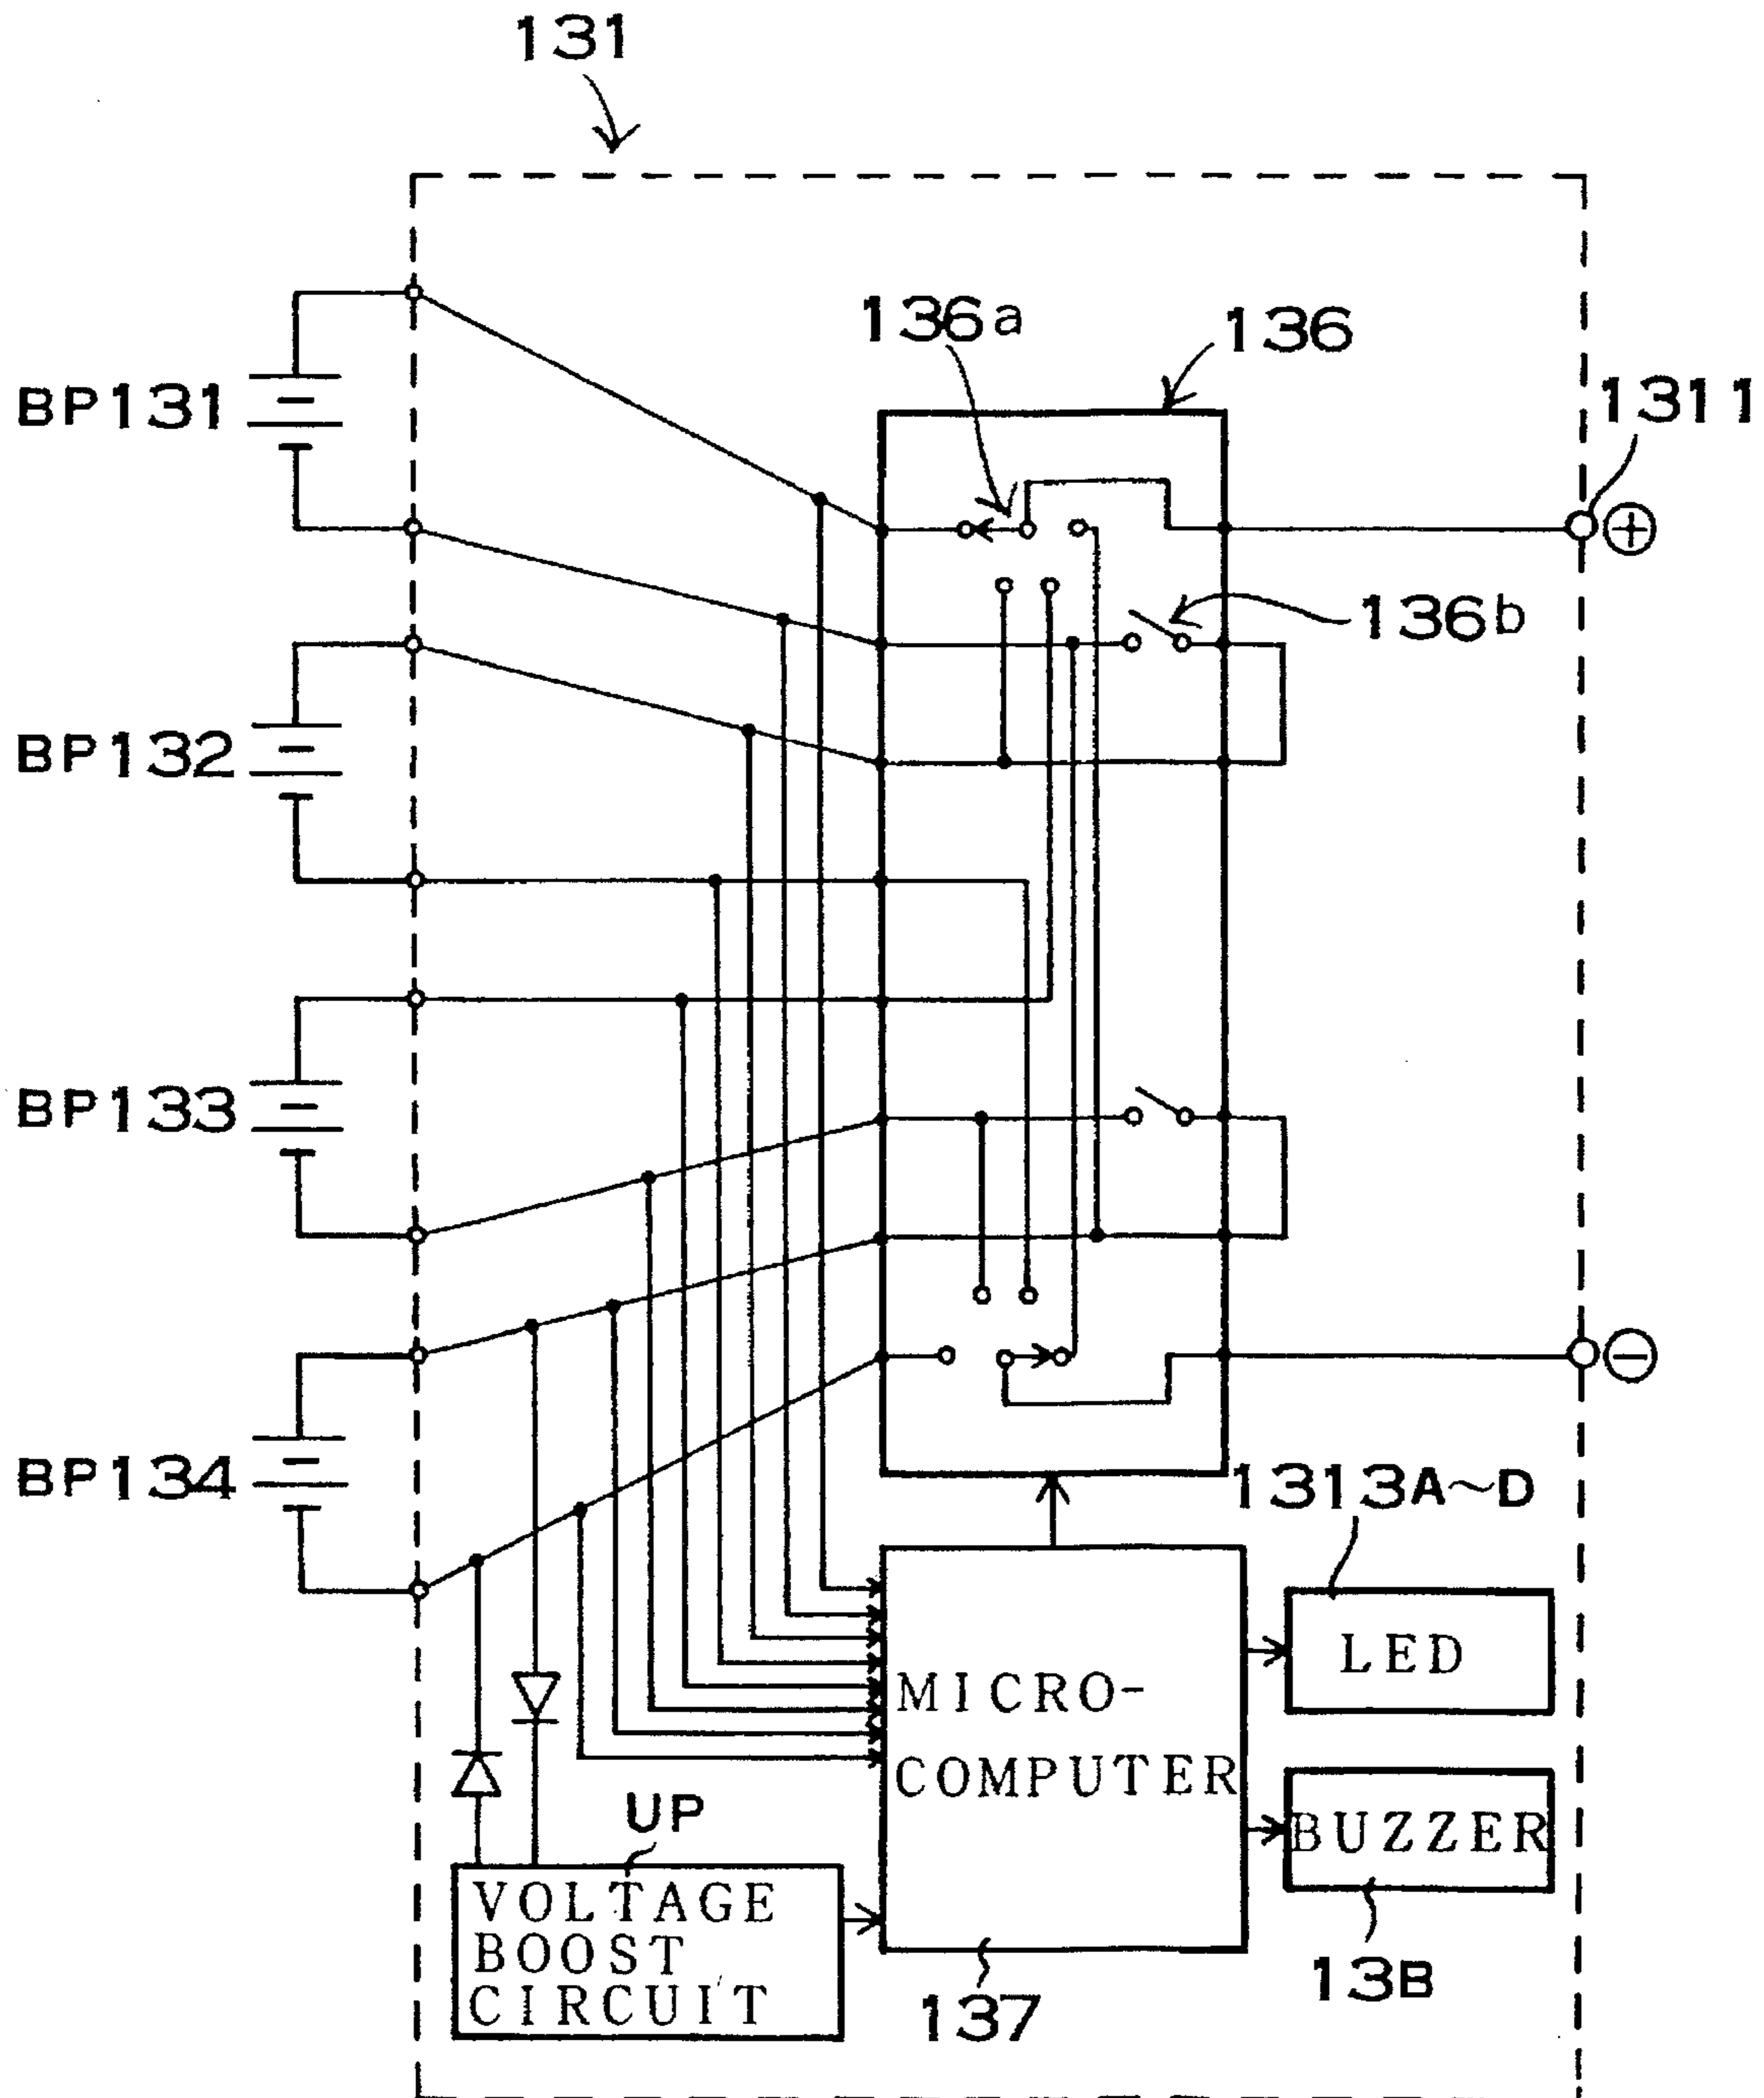 131
136a
136
BP131
1311
⊕
136b
BP132
BP133
⊖
BP134
1313A~D
LED
MICRO-
COMPUTER
UP
BUZZER
VOLTAGE
BOOST
CIRCUIT
137
13B